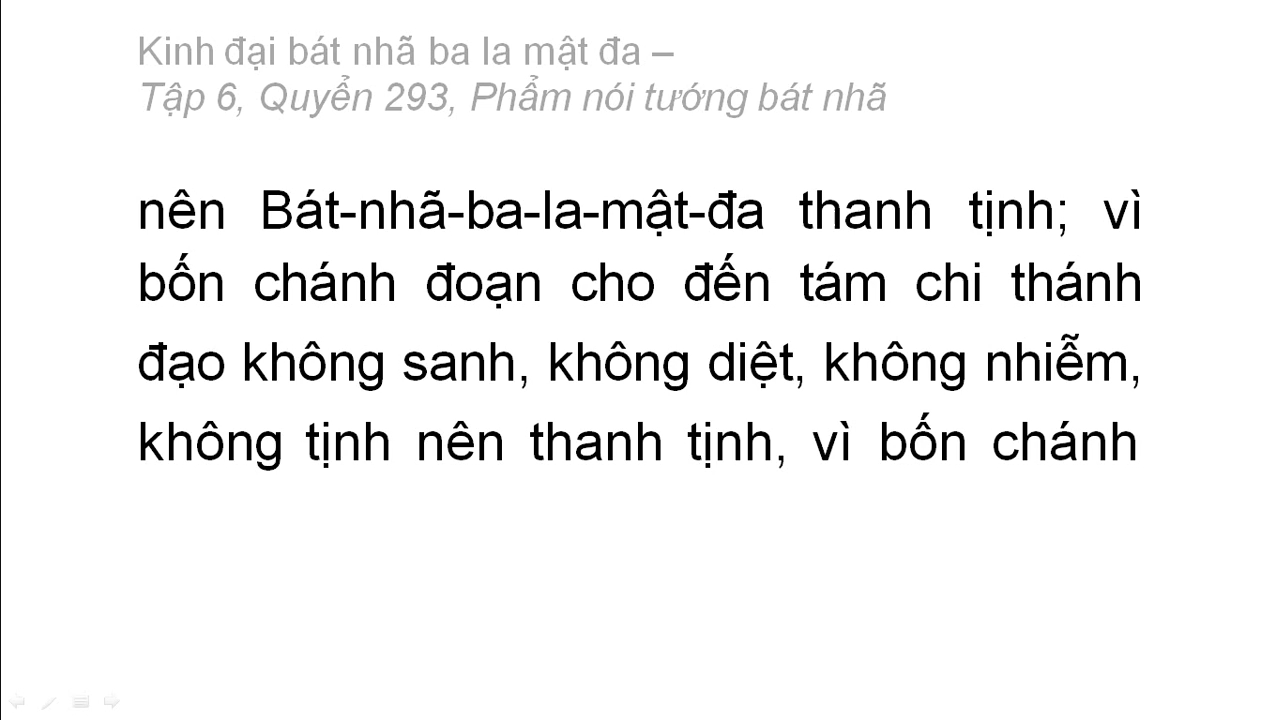 Kinh đại bát nhã ba la mật đa –
Tập 6, Quyển 293, Phẩm nói tướng bát nhã
nên Bát-nhã-ba-la-mật-đa thanh tịnh; vì
bốn chánh đoạn cho đến tám chi thánh
đạo không sanh, không diệt, không nhiễm,
không tịnh nên thanh tịnh, vì bốn chánh